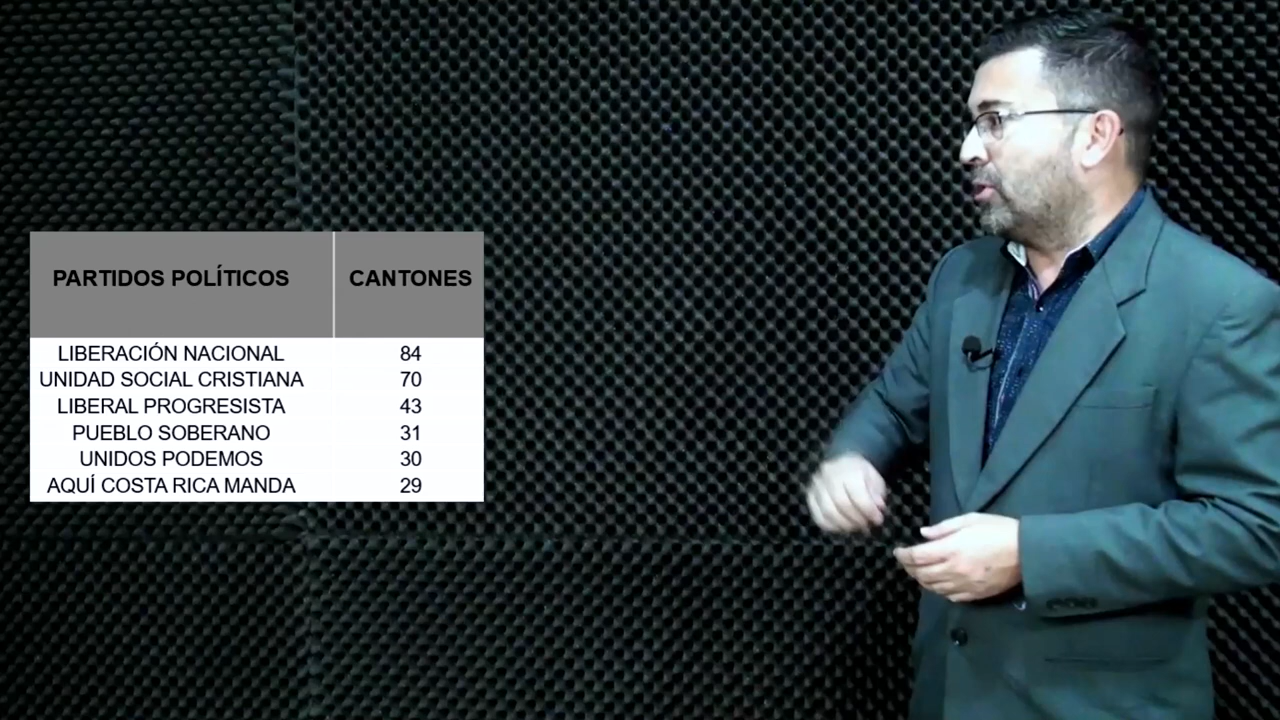 PARTIDOS POLÍTICOS CANTONES
LIBERACIÓN NACIONAL 84
UNIDAD SOCIAL CRISTIANA 70
LIBERAL PROGRESISTA 43
PUEBLO SOBERANO 31
UNIDOS PODEMOS 30
AQUÍ COSTA RICA MANDA 29